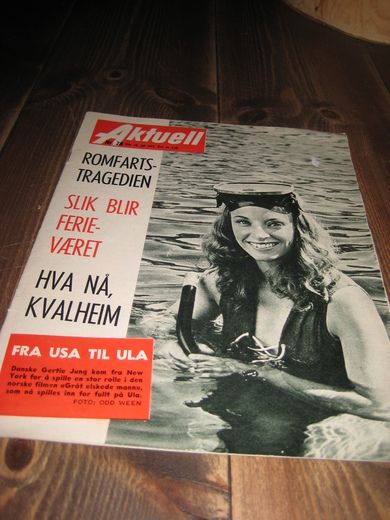 Aktuell
Nr. 28
ROMFARTS-
TRAGEDIEN
SLIK BLIR
FERIE-
VÆRET
HVA NÅ,
KVALHEIM
FRA USA TIL ULA
Danske Gertie Jung kom fra New
York for å spille en stor rolle i den
norske filmen «Gråt elskede mann»,
som nå spilles inn for fullt på Ula.
FOTO: ODD WEEN